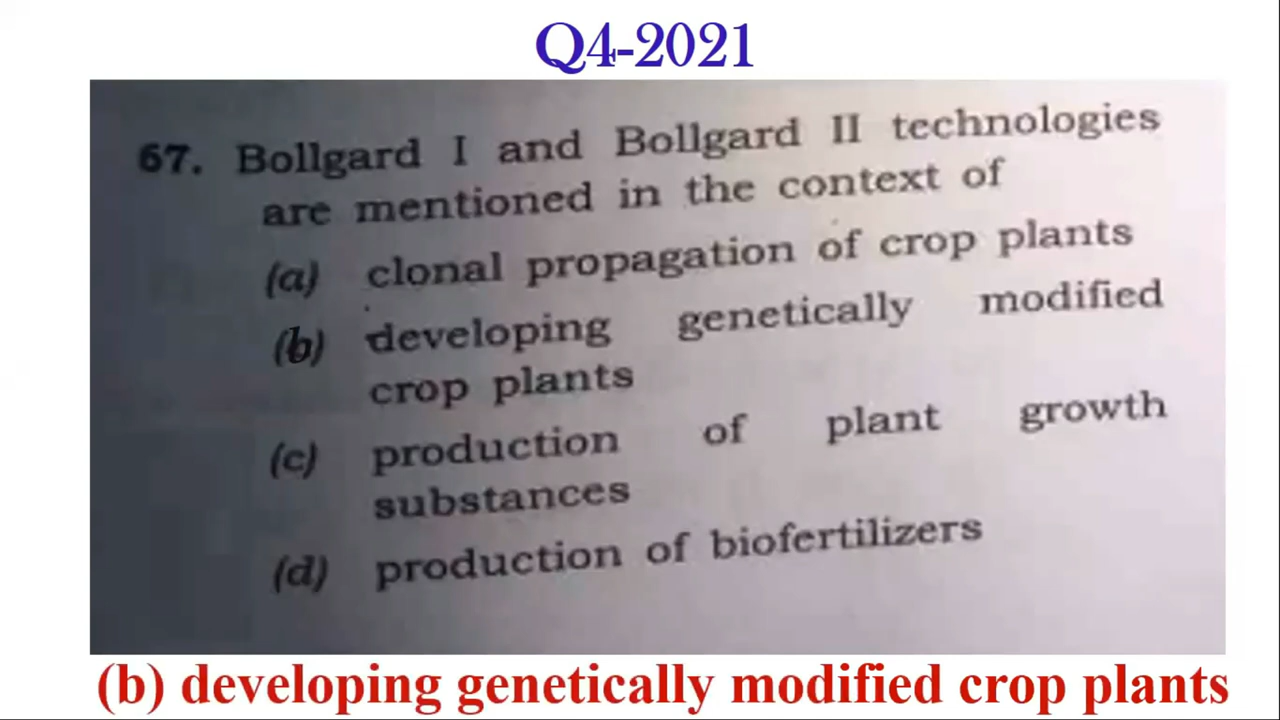 Q4-2021
67. Bollgard I and Bollgard II technologies
are mentioned in the context of
(a) clonal propagation of crop plants
(b) developing genetically modified
crop plants
(c) production of plant growth
substances
(d) production of biofertilizers
(b) developing genetically modified crop plants